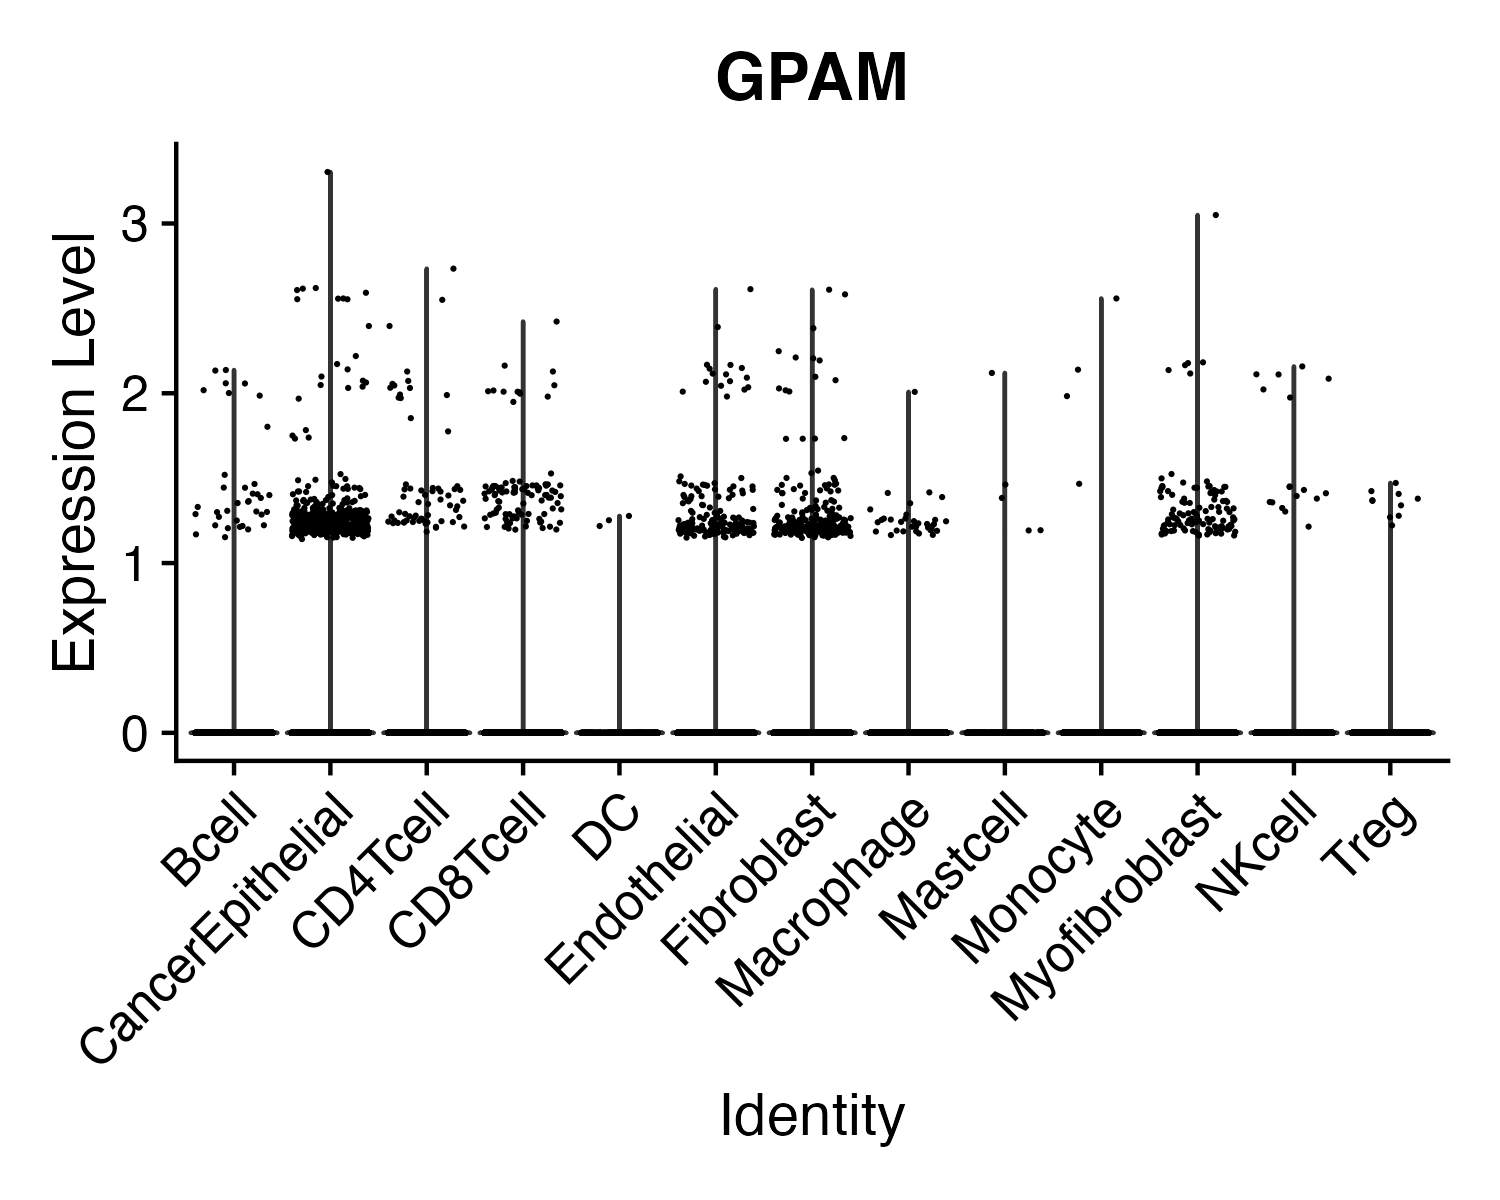 GPAM
Expression Level
3
2
1
0
Bcell
CancerEpithelial
CD4Tcell
CD8Tcell
DC
Endothelial
Fibroblast
Macrophage
Mastcell
Monocyte
Myofibroblast
NKcell
Treg
Identity